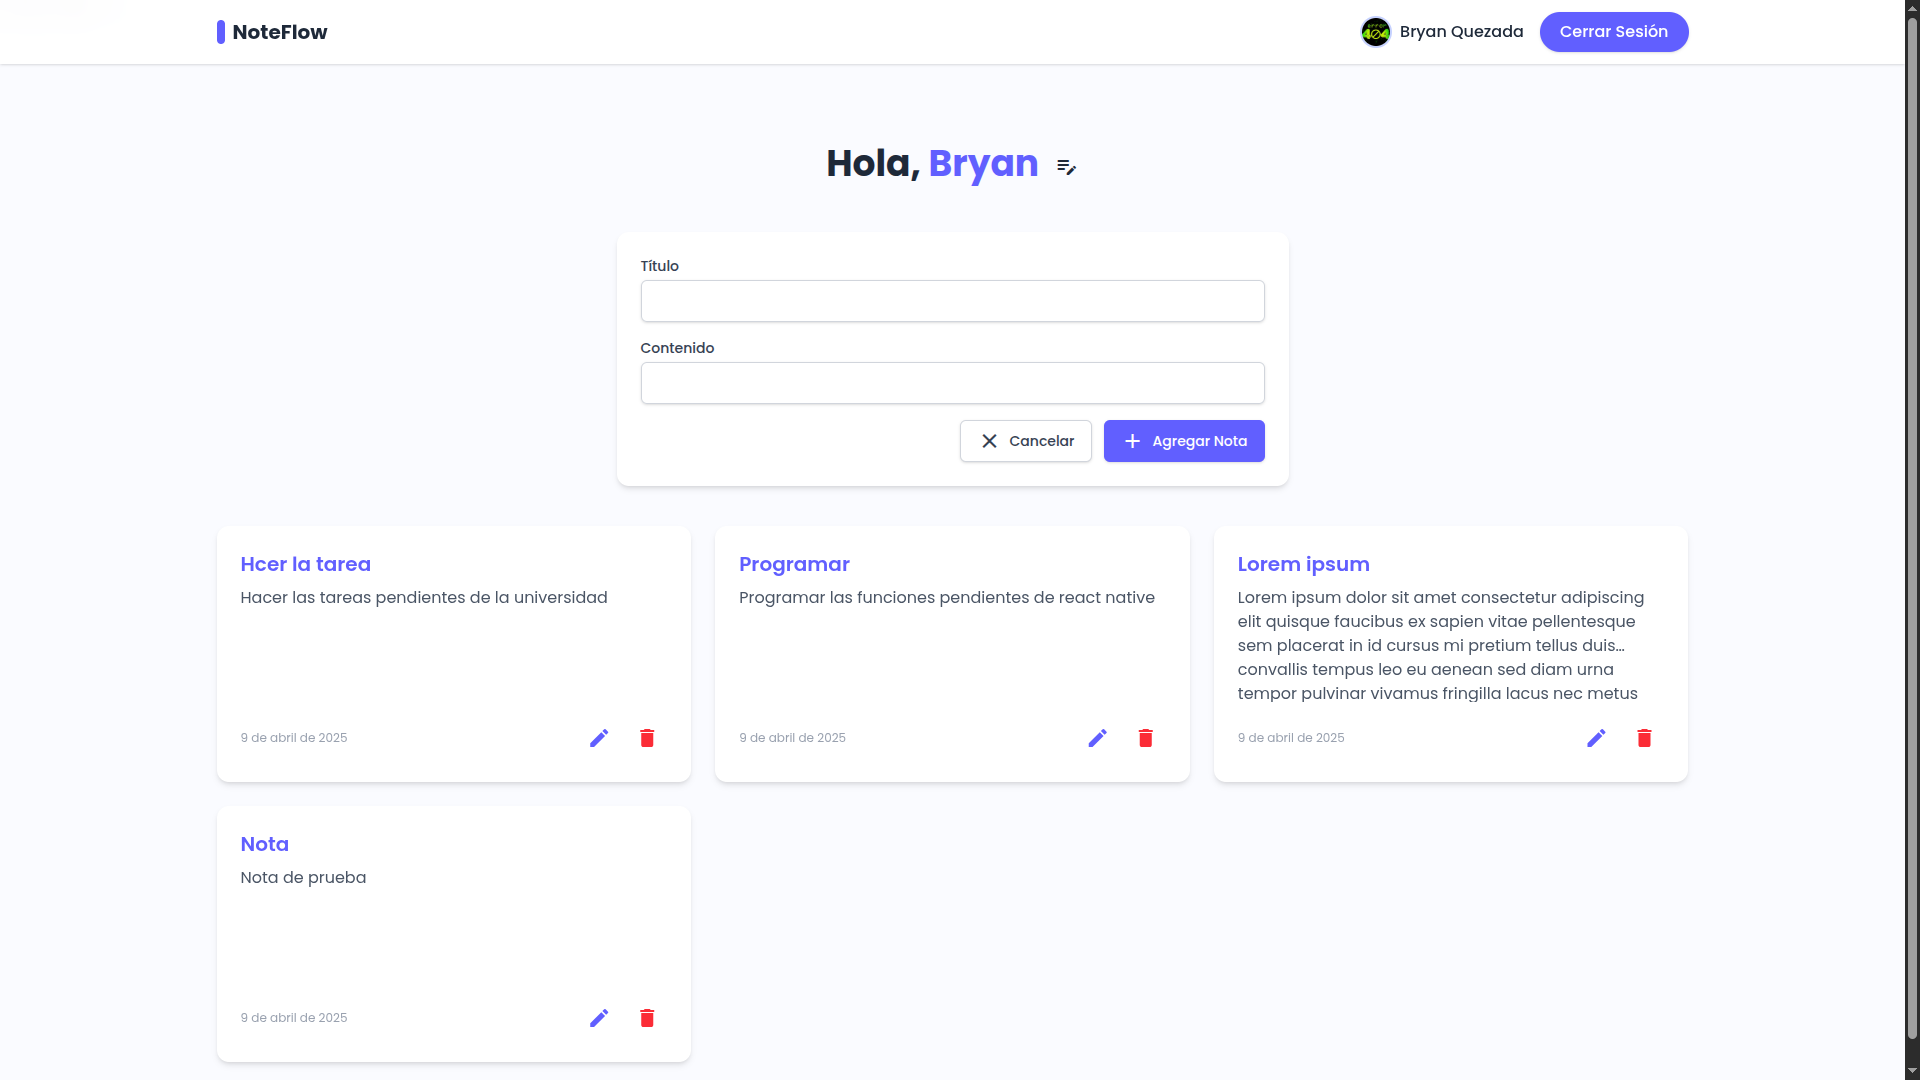 NoteFlow
Bryan Quezada
Cerrar Sesión
Hola, Bryan
Título
Contenido
Cancelar
Agregar Nota
Hcer la tarea
Hacer las tareas pendientes de la universidad
9 de abril de 2025
Programar
Programar las funciones pendientes de react native
9 de abril de 2025
Lorem ipsum
Lorem ipsum dolor sit amet consectetur adipiscing
elit quisque faucibus ex sapien vitae pellentesque
sem placerat in id cursus mi pretium tellus duis...
convallis tempus leo eu aenean sed diam urna
tempor pulvinar vivamus fringilla lacus nec metus
9 de abril de 2025
Nota
Nota de prueba
9 de abril de 2025